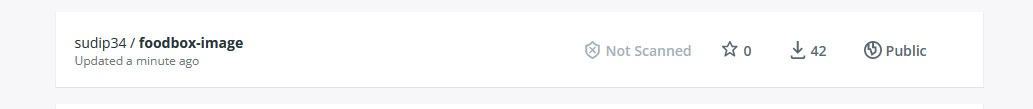 sudip34 / foodbox-image Not Scanned 0 42 Public
Updated a minute ago